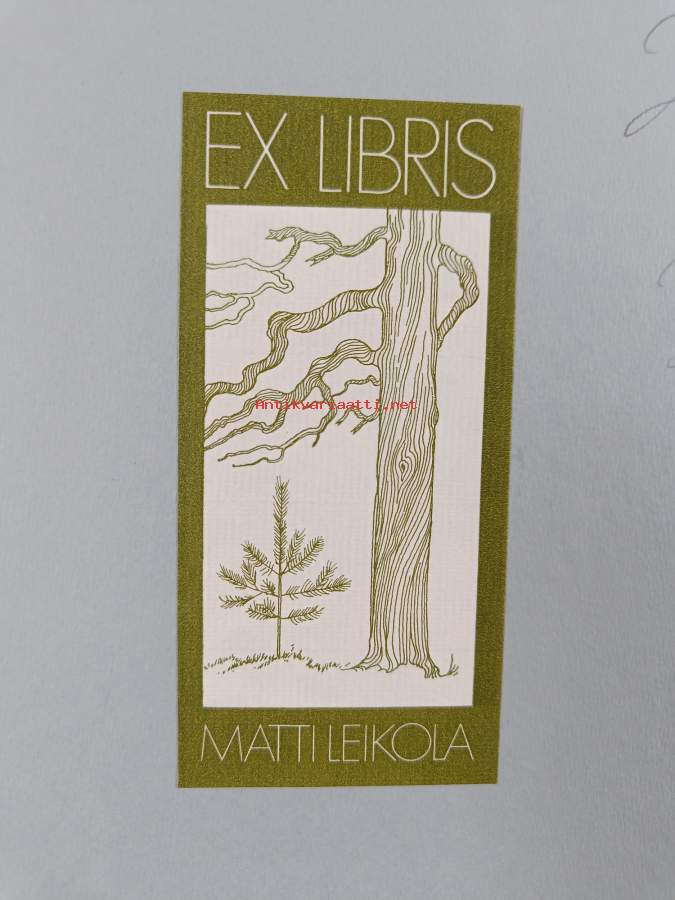 EX LIBRIS
Antikvariaatti.net
MATTI LEIKOLA